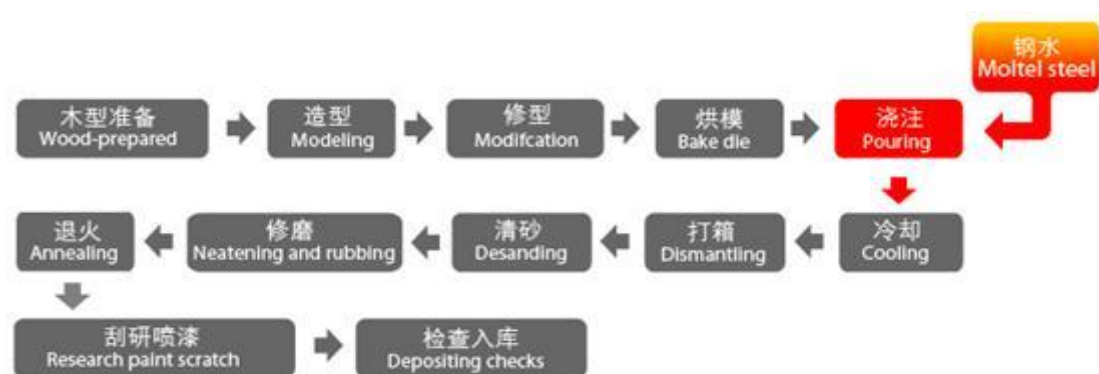 钢水
Moltel steel
木型准备
Wood-prepared
造型
Modeling
修型
Modifcation
烘模
Bake die
浇注
Pouring
退火
Annealing
修磨
Neatening and rubbing
清砂
Desanding
打箱
Dismantling
冷却
Cooling
刮研喷漆
Research paint scratch
检查入库
Depositing checks